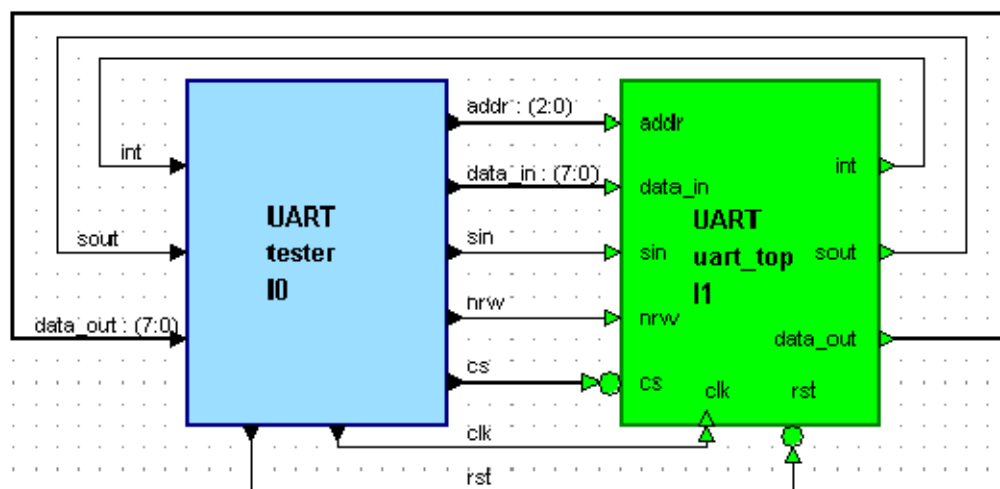 addr : (2:0)
addr
int
int
data_in : (7:0)
data_in
UART
tester
I0
UART
uart_top
I1
sout
sin
sin
sout
nrw
nrw
data_out : (7:0)
data_out
cs
cs
clk
rst
clk
rst